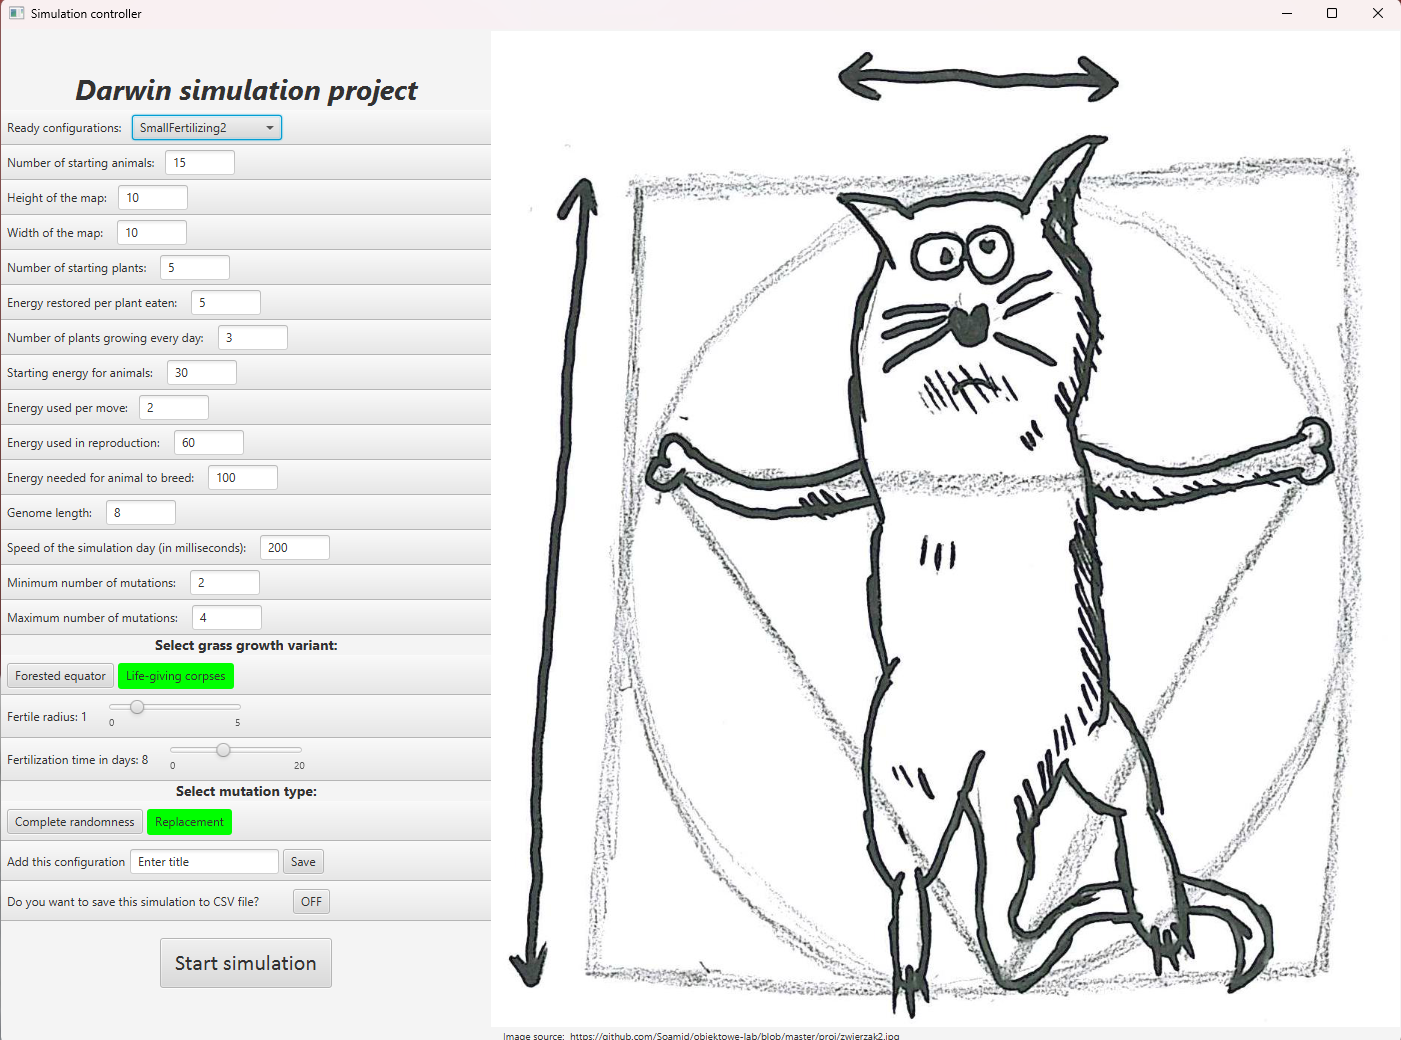 Simulation controller
Darwin simulation project
Ready configurations: SmallFertilizing2
Number of starting animals: 15
Height of the map: 10
Width of the map: 10
Number of starting plants: 5
Energy restored per plant eaten: 5
Number of plants growing every day: 3
Starting energy for animals: 30
Energy used per move: 2
Energy used in reproduction: 60
Energy needed for animal to breed: 100
Genome length: 8
Speed of the simulation day (in milliseconds): 200
Minimum number of mutations: 2
Maximum number of mutations: 4
Select grass growth variant:
Forested equator Life-giving corpses
Fertile radius: 1
0 5
Fertilization time in days: 8
0 20
Select mutation type:
Complete randomness Replacement
Add this configuration Enter title Save
Do you want to save this simulation to CSV file? OFF
Start simulation
Image source: https://github.com/Soamid/obiektowe-lab/blob/master/proj/zwierzak2.jpg